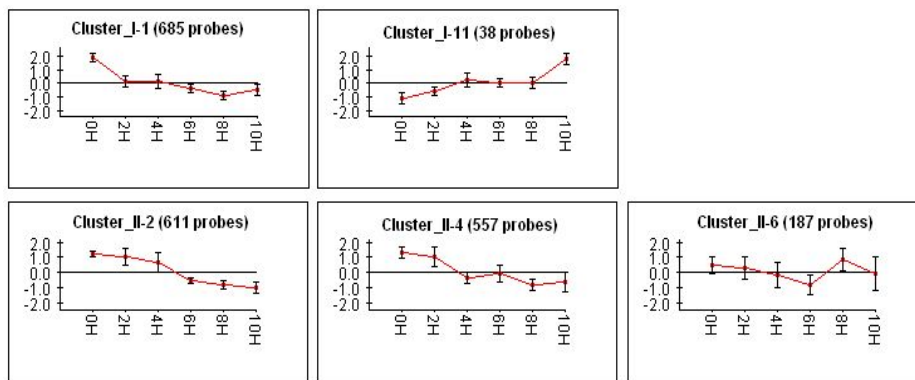 Cluster_I-1 (685 probes)
2.0
1.0
0.0
-1.0
-2.0
0H
2H
4H
6H
8H
10H
Cluster_I-11 (38 probes)
2.0
1.0
0.0
-1.0
-2.0
0H
2H
4H
6H
8H
10H
Cluster_II-2 (611 probes)
2.0
1.0
0.0
-1.0
-2.0
0H
2H
4H
6H
8H
10H
Cluster_II-4 (557 probes)
2.0
1.0
0.0
-1.0
-2.0
0H
2H
4H
6H
8H
10H
Cluster_II-6 (187 probes)
2.0
1.0
0.0
-1.0
-2.0
0H
2H
4H
6H
8H
10H